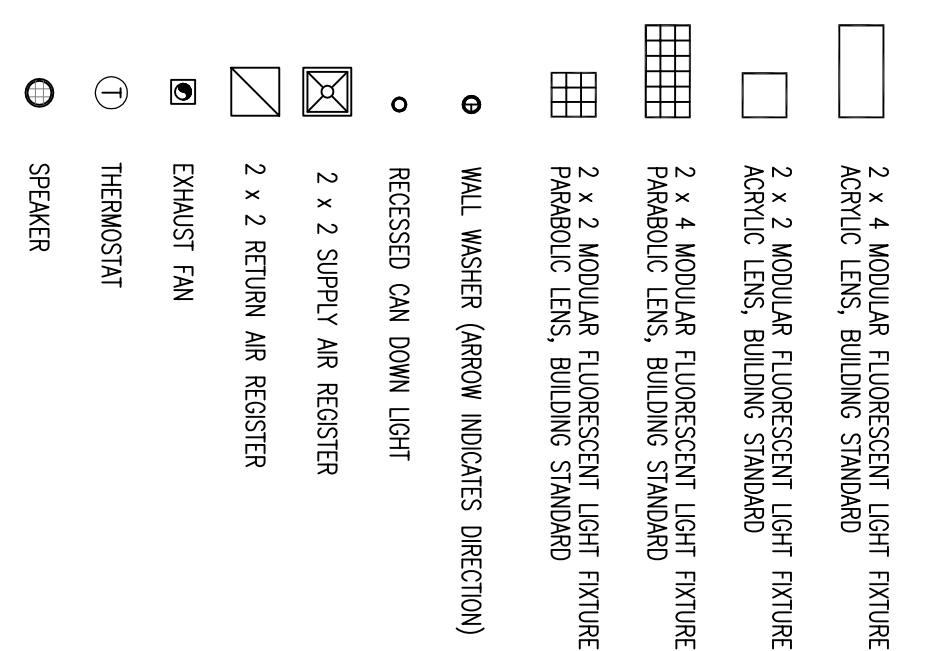 2 x 4 MODULAR FLUORESCENT LIGHT FIXTURE
ACRYLIC LENS, BUILDING STANDARD
2 x 2 MODULAR FLUORESCENT LIGHT FIXTURE
ACRYLIC LENS, BUILDING STANDARD
2 x 4 MODULAR FLUORESCENT LIGHT FIXTURE
PARABOLIC LENS, BUILDING STANDARD
2 x 2 MODULAR FLUORESCENT LIGHT FIXTURE
PARABOLIC LENS, BUILDING STANDARD
WALL WASHER (ARROW INDICATES DIRECTION)
RECESSED CAN DOWN LIGHT
2 x 2 SUPPLY AIR REGISTER
2 x 2 RETURN AIR REGISTER
EXHAUST FAN
T THERMOSTAT
SPEAKER